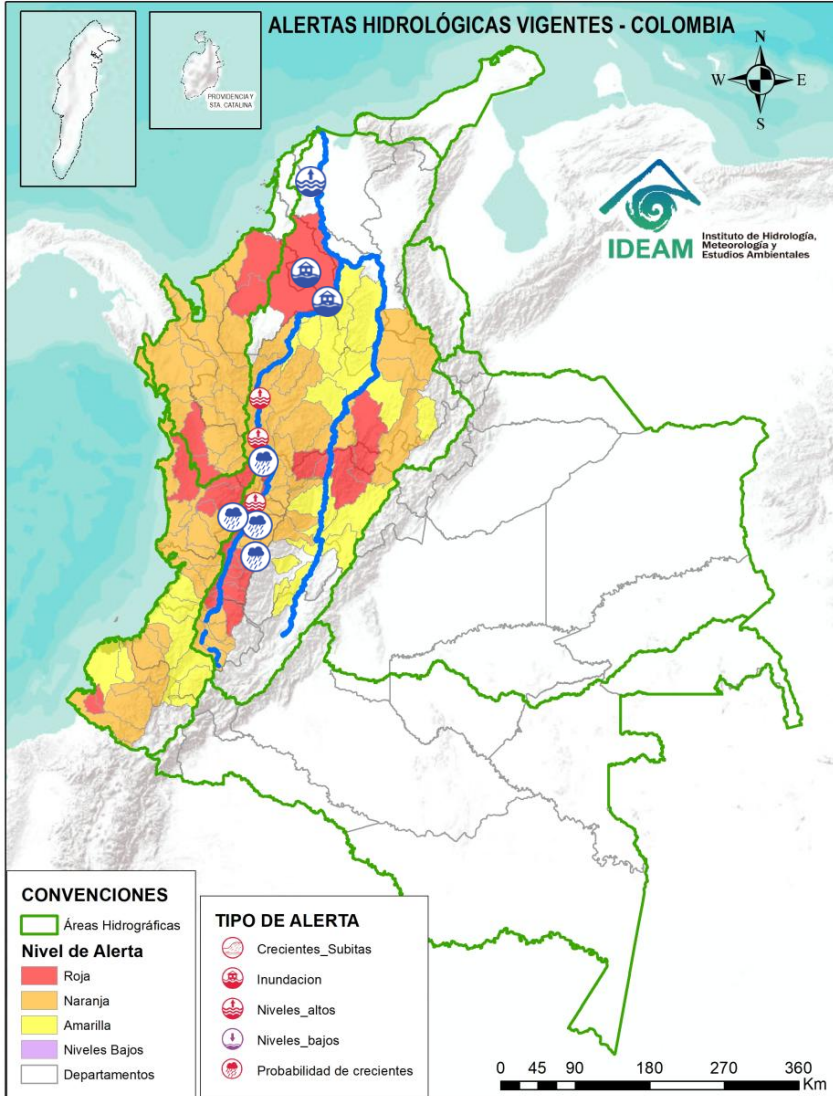 ALERTAS HIDROLÓGICAS VIGENTES - COLOMBIA
PROVIDENCIA Y
STA. CATALINA
N
W
E
S
IDEAM
Instituto de Hidrología,
Meteorología y
Estudios Ambientales
CONVENCIONES
Áreas Hidrográficas
Nivel de Alerta
Roja
Naranja
Amarilla
Niveles Bajos
Departamentos
TIPO DE ALERTA
Crecientes_Subitas
Inundacion
Niveles_altos
Niveles_bajos
Probabilidad de crecientes
0 45 90 180 270 360
Km